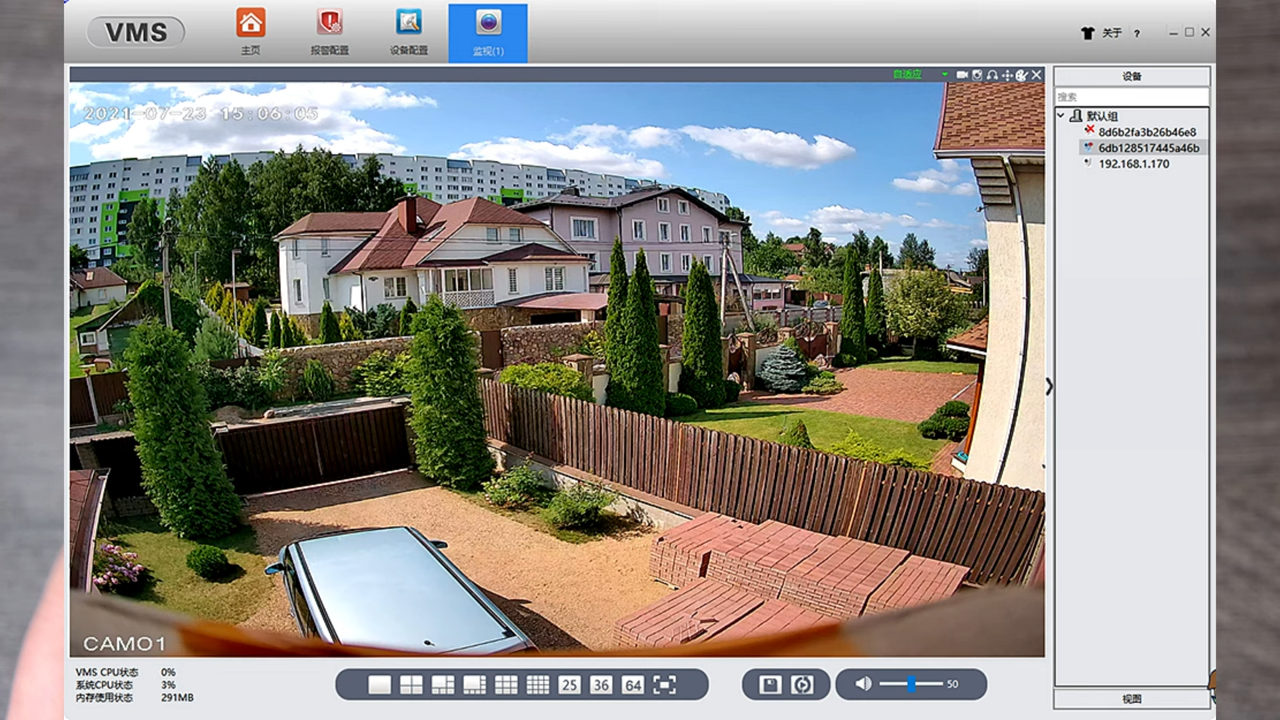 VMS
主页
报警配置
设备配置
监视(1)
关于
?
自适应
2021-07-23 15:06:05
CAM01
设备
搜索
默认组
8d6b2fa3b26b46e8
6db128517445a46b
192.168.1.170
视图
VMS CPU状态 0%
系统CPU状态 3%
内存使用状态 291MB
25
36
64
50